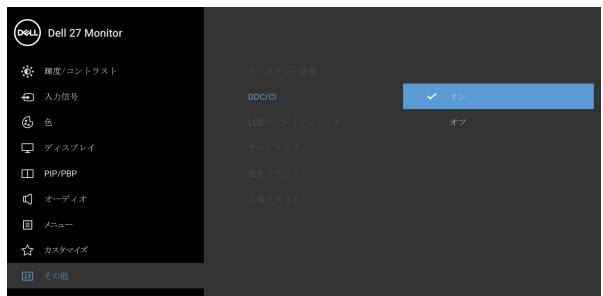 DELL
Dell 27 Monitor
輝度/コントラスト
入力信号
色
ディスプレイ
PIP/PBP
オーディオ
メニュー
カスタマイズ
その他
ディスプレー情報
DDC/CI
LCDコンディショニング
サービスタグ
他をリセット
工場リセット
オン
オフ